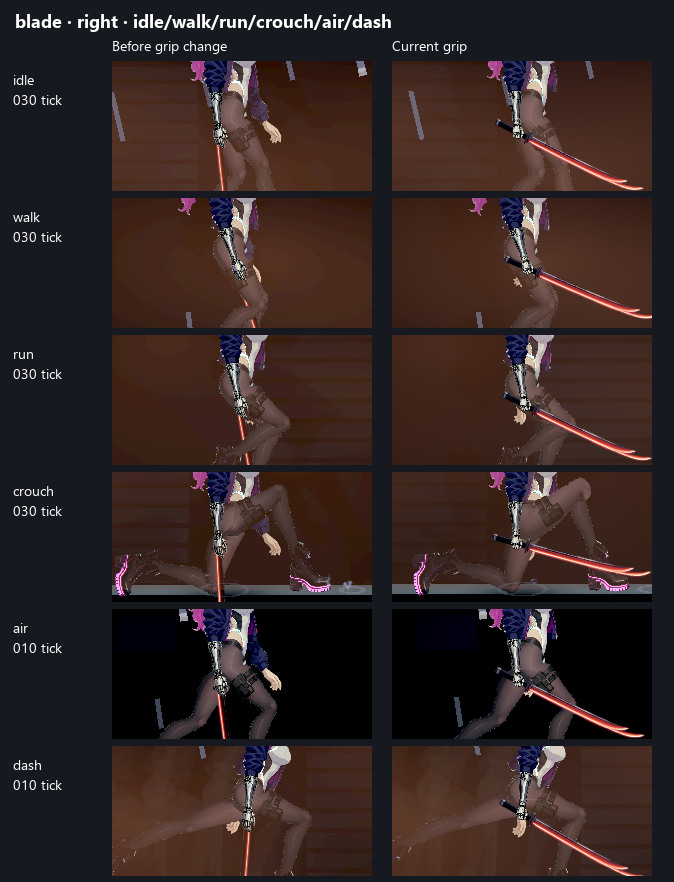 blade · right · idle/walk/run/crouch/air/dash
Before grip change
Current grip
idle
030 tick
walk
030 tick
run
030 tick
crouch
030 tick
air
010 tick
dash
010 tick